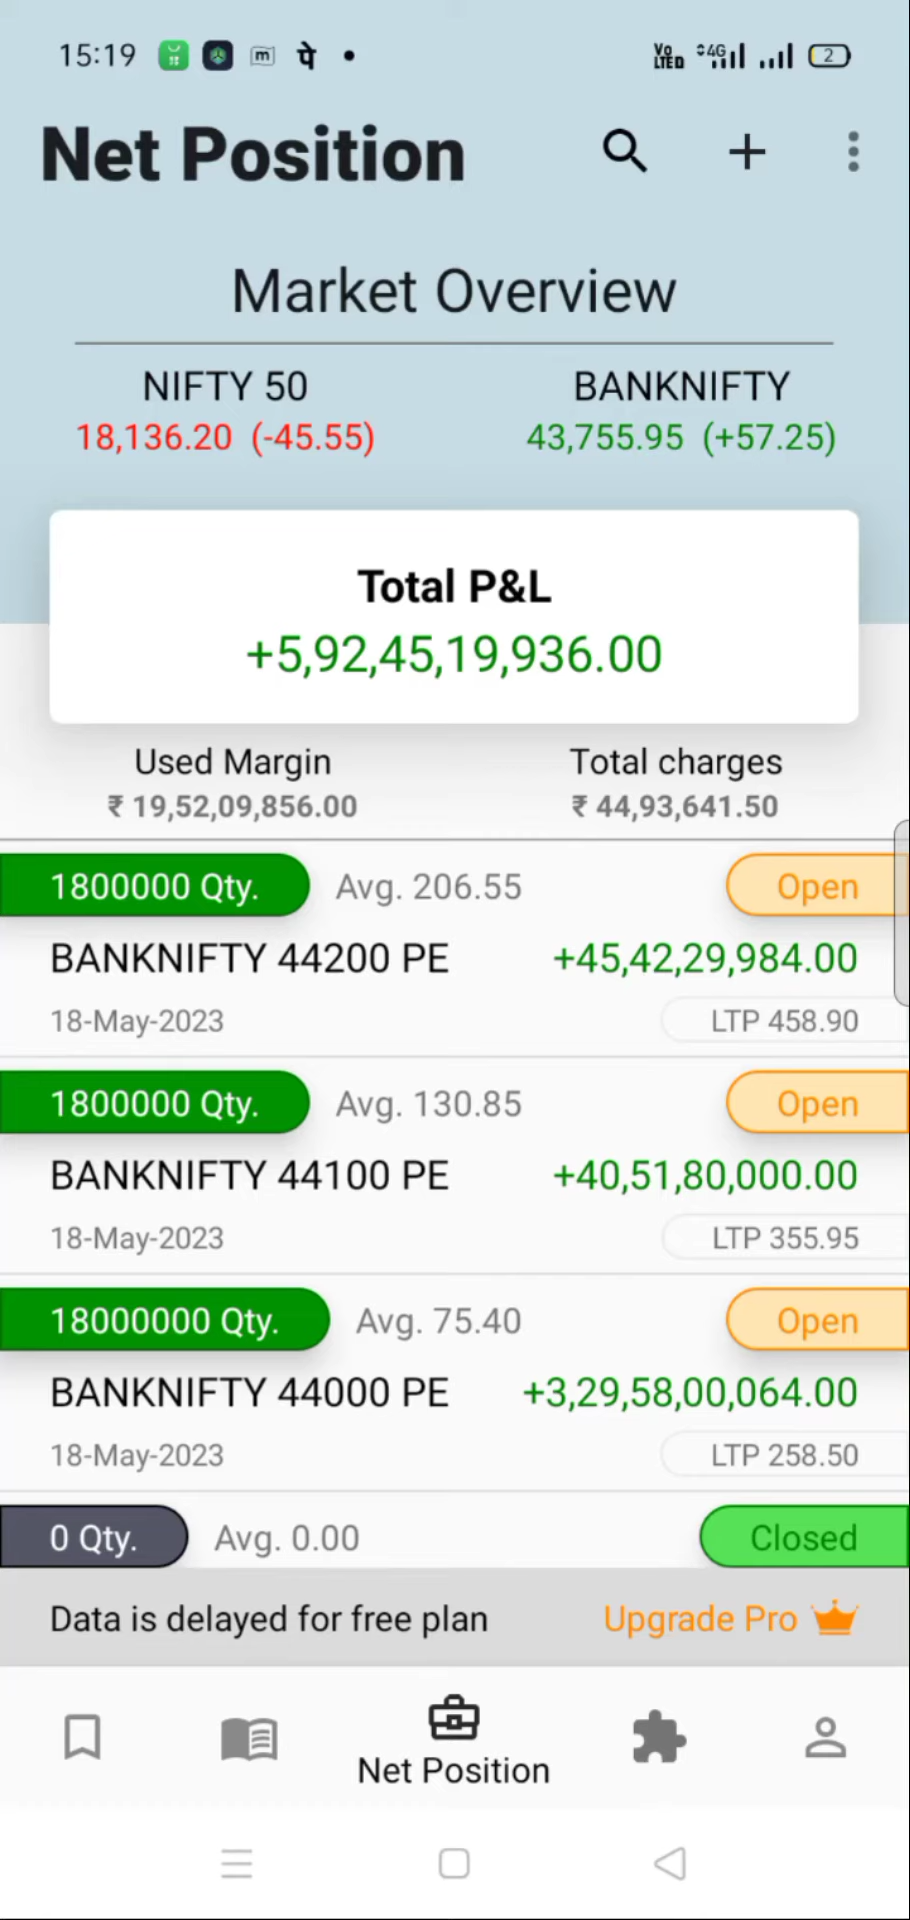 15:19 m पे Vo LTED 4G 2
Net Position
Market Overview
NIFTY 50 BANKNIFTY
18,136.20 (-45.55) 43,755.95 (+57.25)
Total P&L
+5,92,45,19,936.00
Used Margin Total charges
₹ 19,52,09,856.00 ₹ 44,93,641.50
1800000 Qty. Avg. 206.55 Open
BANKNIFTY 44200 PE +45,42,29,984.00
18-May-2023 LTP 458.90
1800000 Qty. Avg. 130.85 Open
BANKNIFTY 44100 PE +40,51,80,000.00
18-May-2023 LTP 355.95
18000000 Qty. Avg. 75.40 Open
BANKNIFTY 44000 PE +3,29,58,00,064.00
18-May-2023 LTP 258.50
0 Qty. Avg. 0.00 Closed
Data is delayed for free plan Upgrade Pro
Net Position